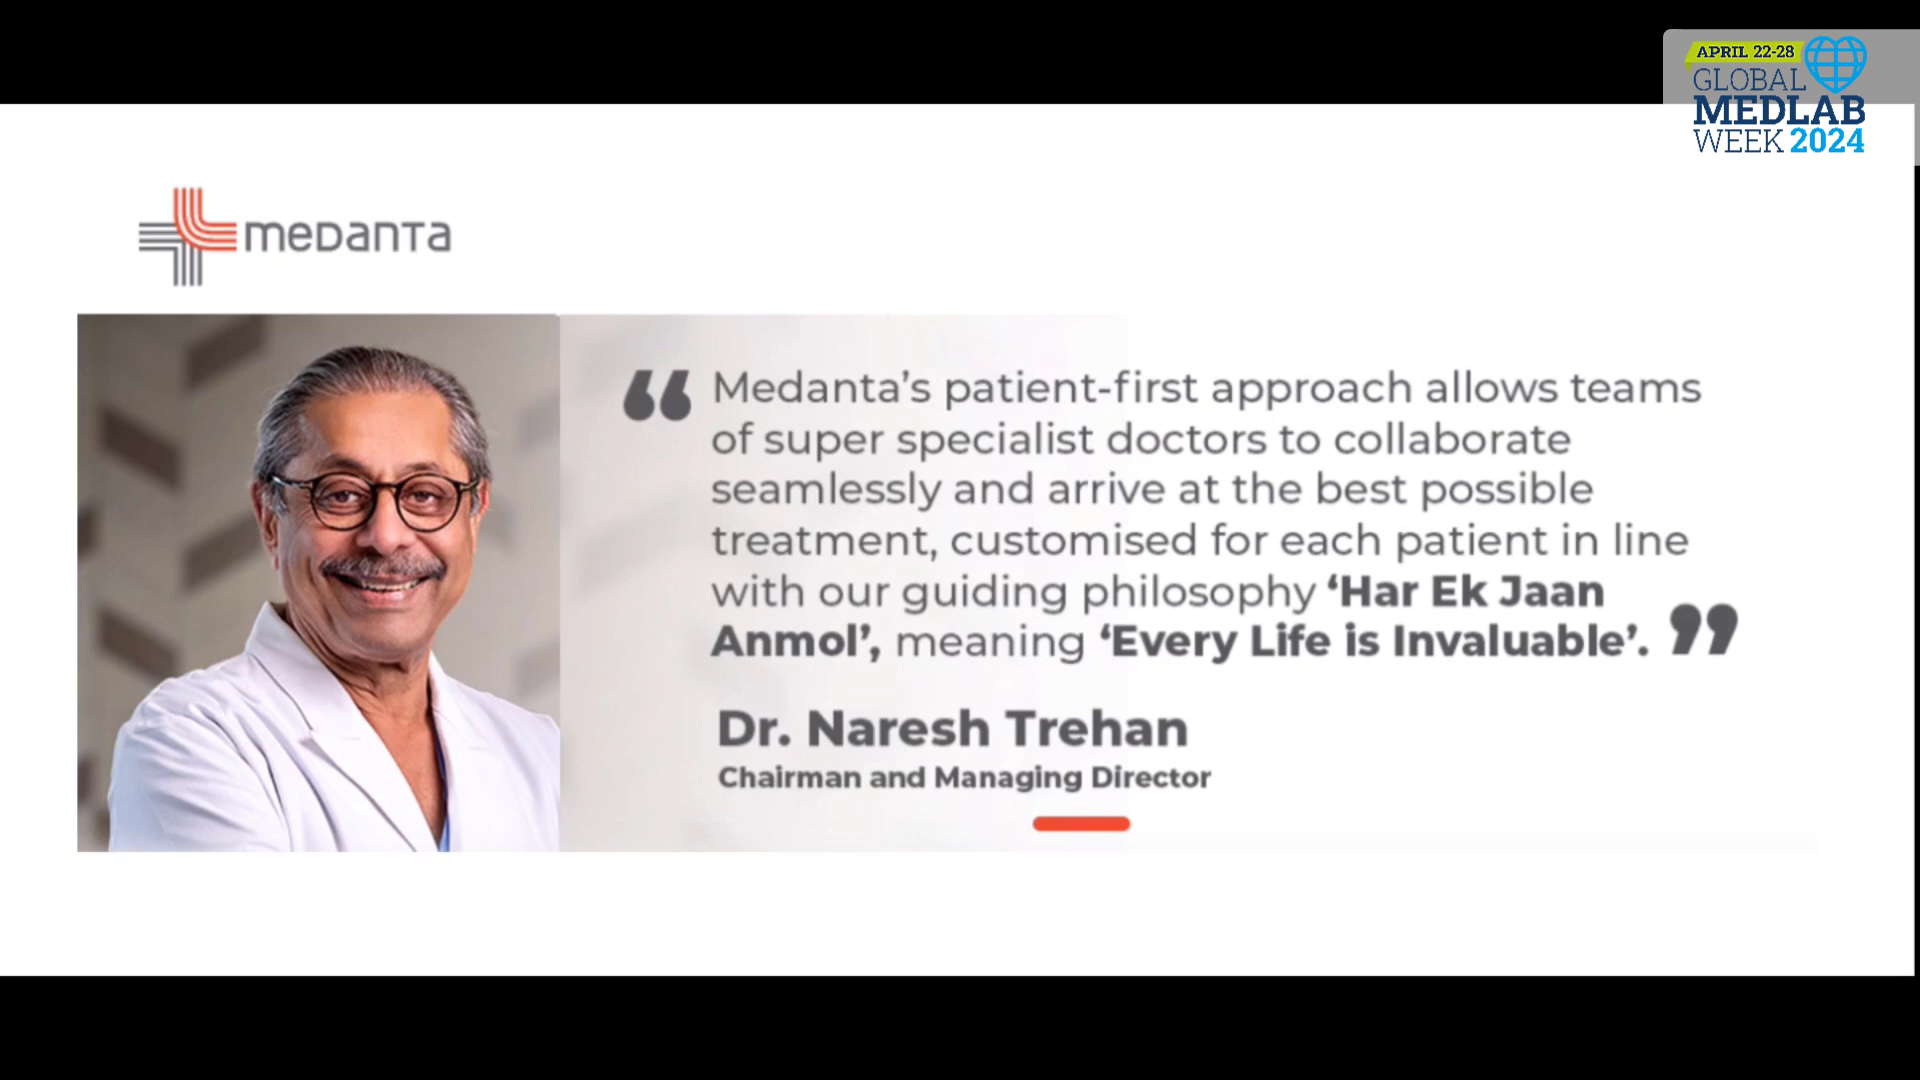 APRIL 22-28
GLOBAL
MEDLAB
WEEK 2024
meDanTa
“ Medanta’s patient-first approach allows teams
of super specialist doctors to collaborate
seamlessly and arrive at the best possible
treatment, customised for each patient in line
with our guiding philosophy ‘Har Ek Jaan
Anmol’, meaning ‘Every Life is Invaluable’. ”
Dr. Naresh Trehan
Chairman and Managing Director